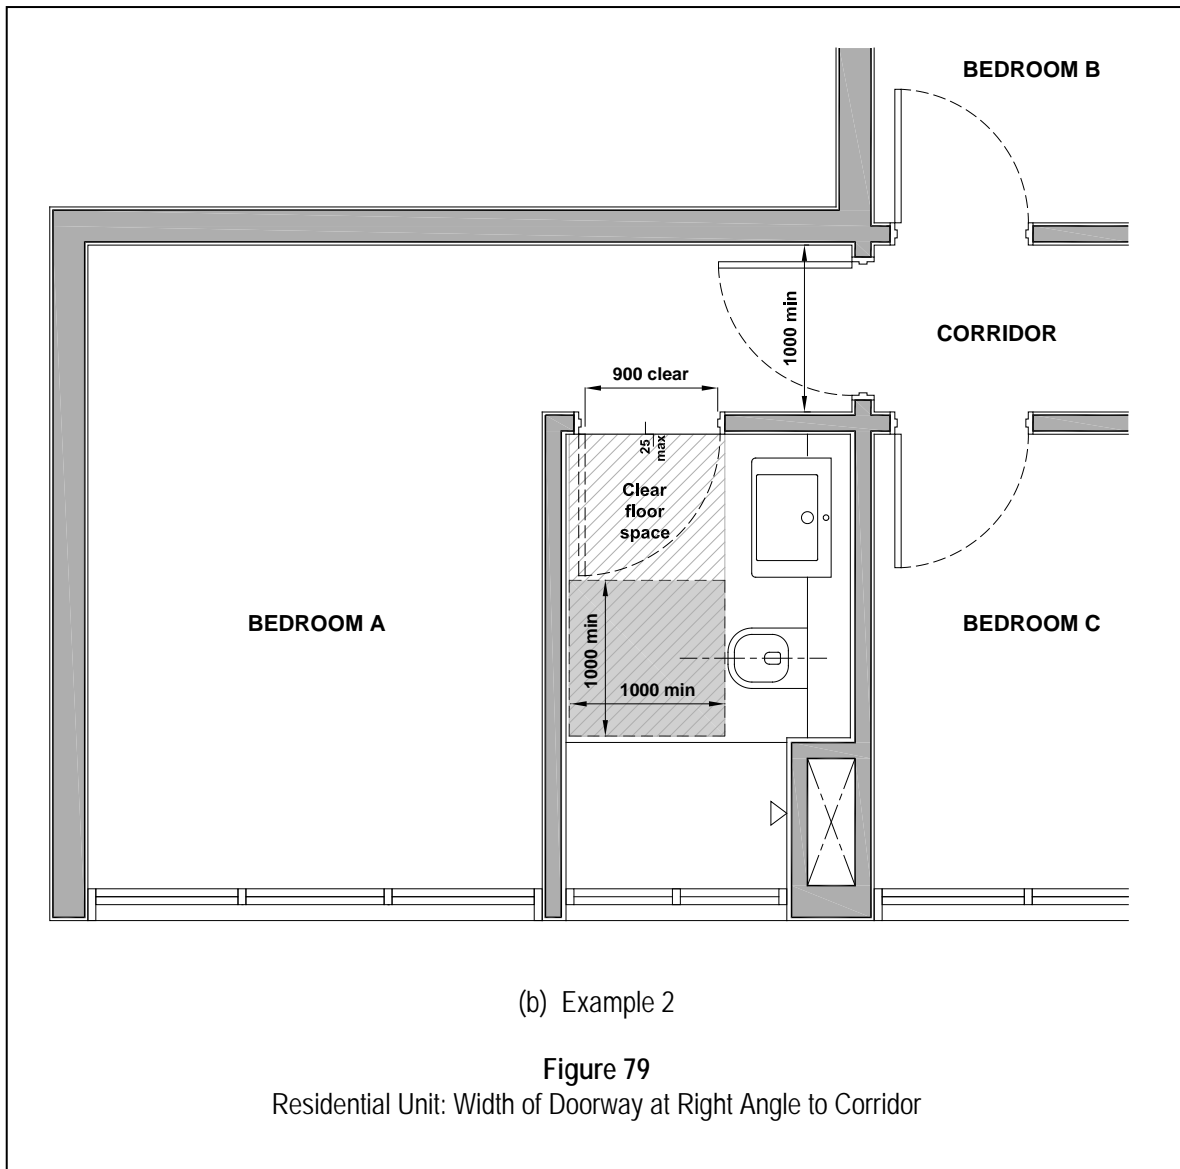 BEDROOM B
1000 min
CORRIDOR
900 clear
25
max
Clear
floor
space
BEDROOM A
1000 min
1000 min
BEDROOM C
(b) Example 2
Figure 79
Residential Unit: Width of Doorway at Right Angle to Corridor